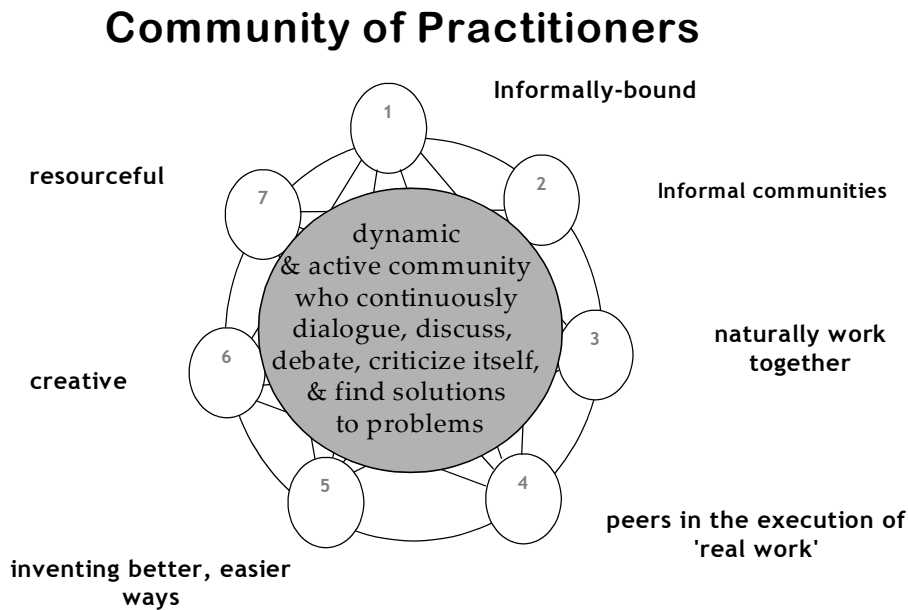 Community of Practitioners
1
Informally-bound
2
Informal communities
3
naturally work
together
4
peers in the execution of
'real work'
5
inventing better, easier
ways
6
creative
7
resourceful
dynamic
& active community
who continuously
dialogue, discuss,
debate, criticize itself,
& find solutions
to problems